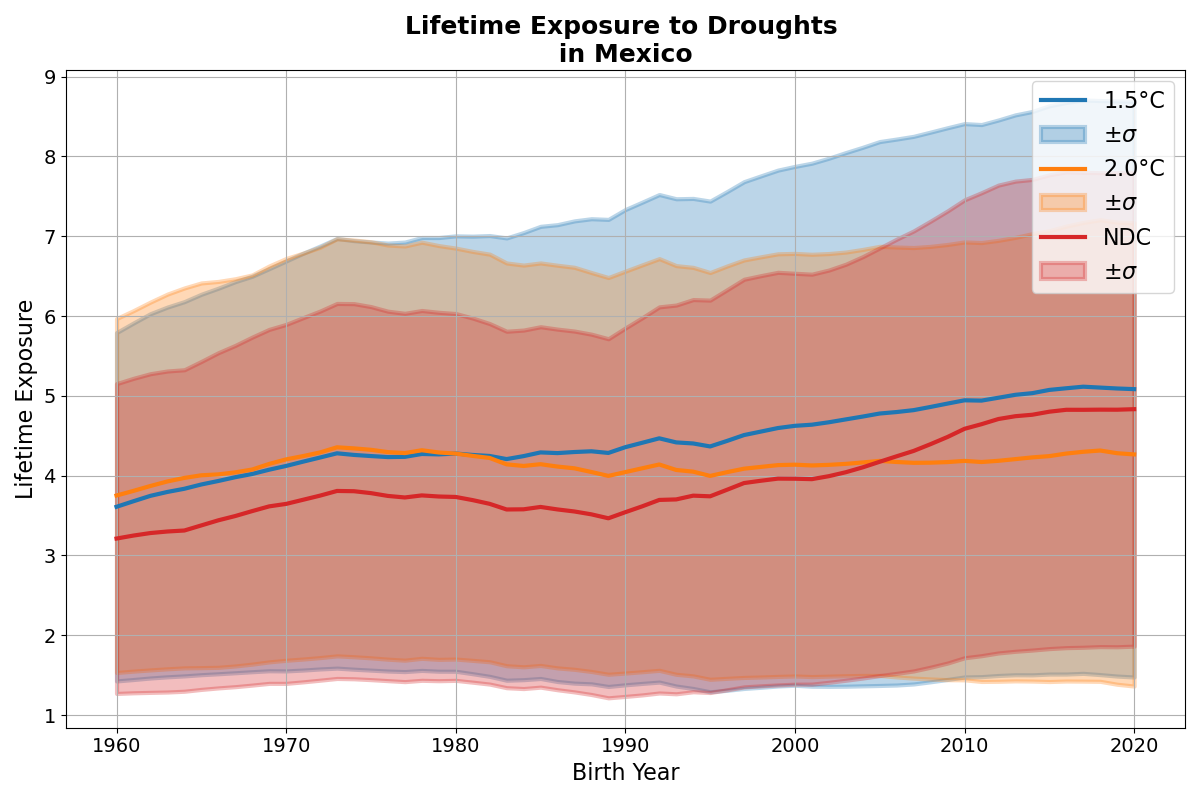 Lifetime Exposure to Droughts
in Mexico
9
8
7
6
5
4
3
2
1
Lifetime Exposure
1.5°C
±σ
2.0°C
±σ
NDC
±σ
1960 1970 1980 1990 2000 2010 2020
Birth Year